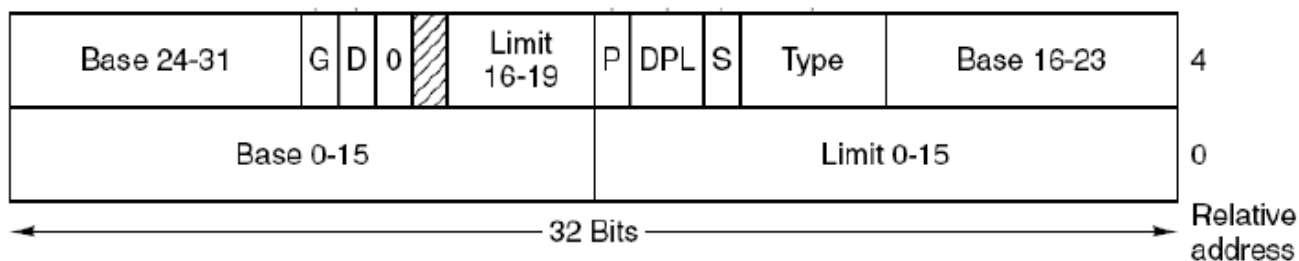 Base 24-31 G D 0 Limit 16-19 P DPL S Type Base 16-23 4
Base 0-15 Limit 0-15 0
32 Bits
Relative
address